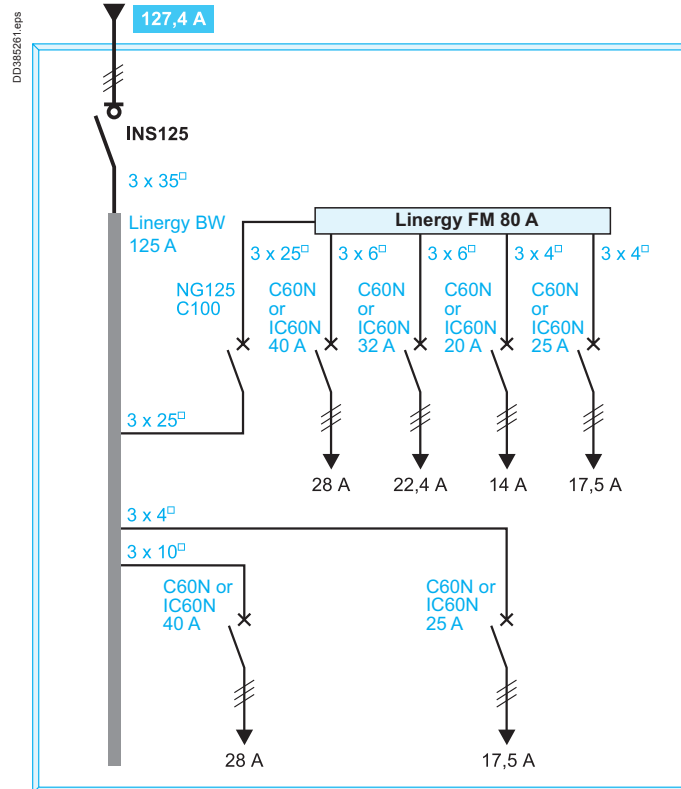 DD385261.eps
127,4 A
INS125
3 x 35□
Linergy BW
125 A
Linergy FM 80 A
3 x 25□
3 x 6□
3 x 6□
3 x 4□
3 x 4□
NG125
C100
C60N
or
IC60N
40 A
C60N
or
IC60N
32 A
C60N
or
IC60N
20 A
C60N
or
IC60N
25 A
3 x 25□
28 A
22,4 A
14 A
17,5 A
3 x 4□
3 x 10□
C60N or
IC60N
40 A
C60N or
IC60N
25 A
28 A
17,5 A